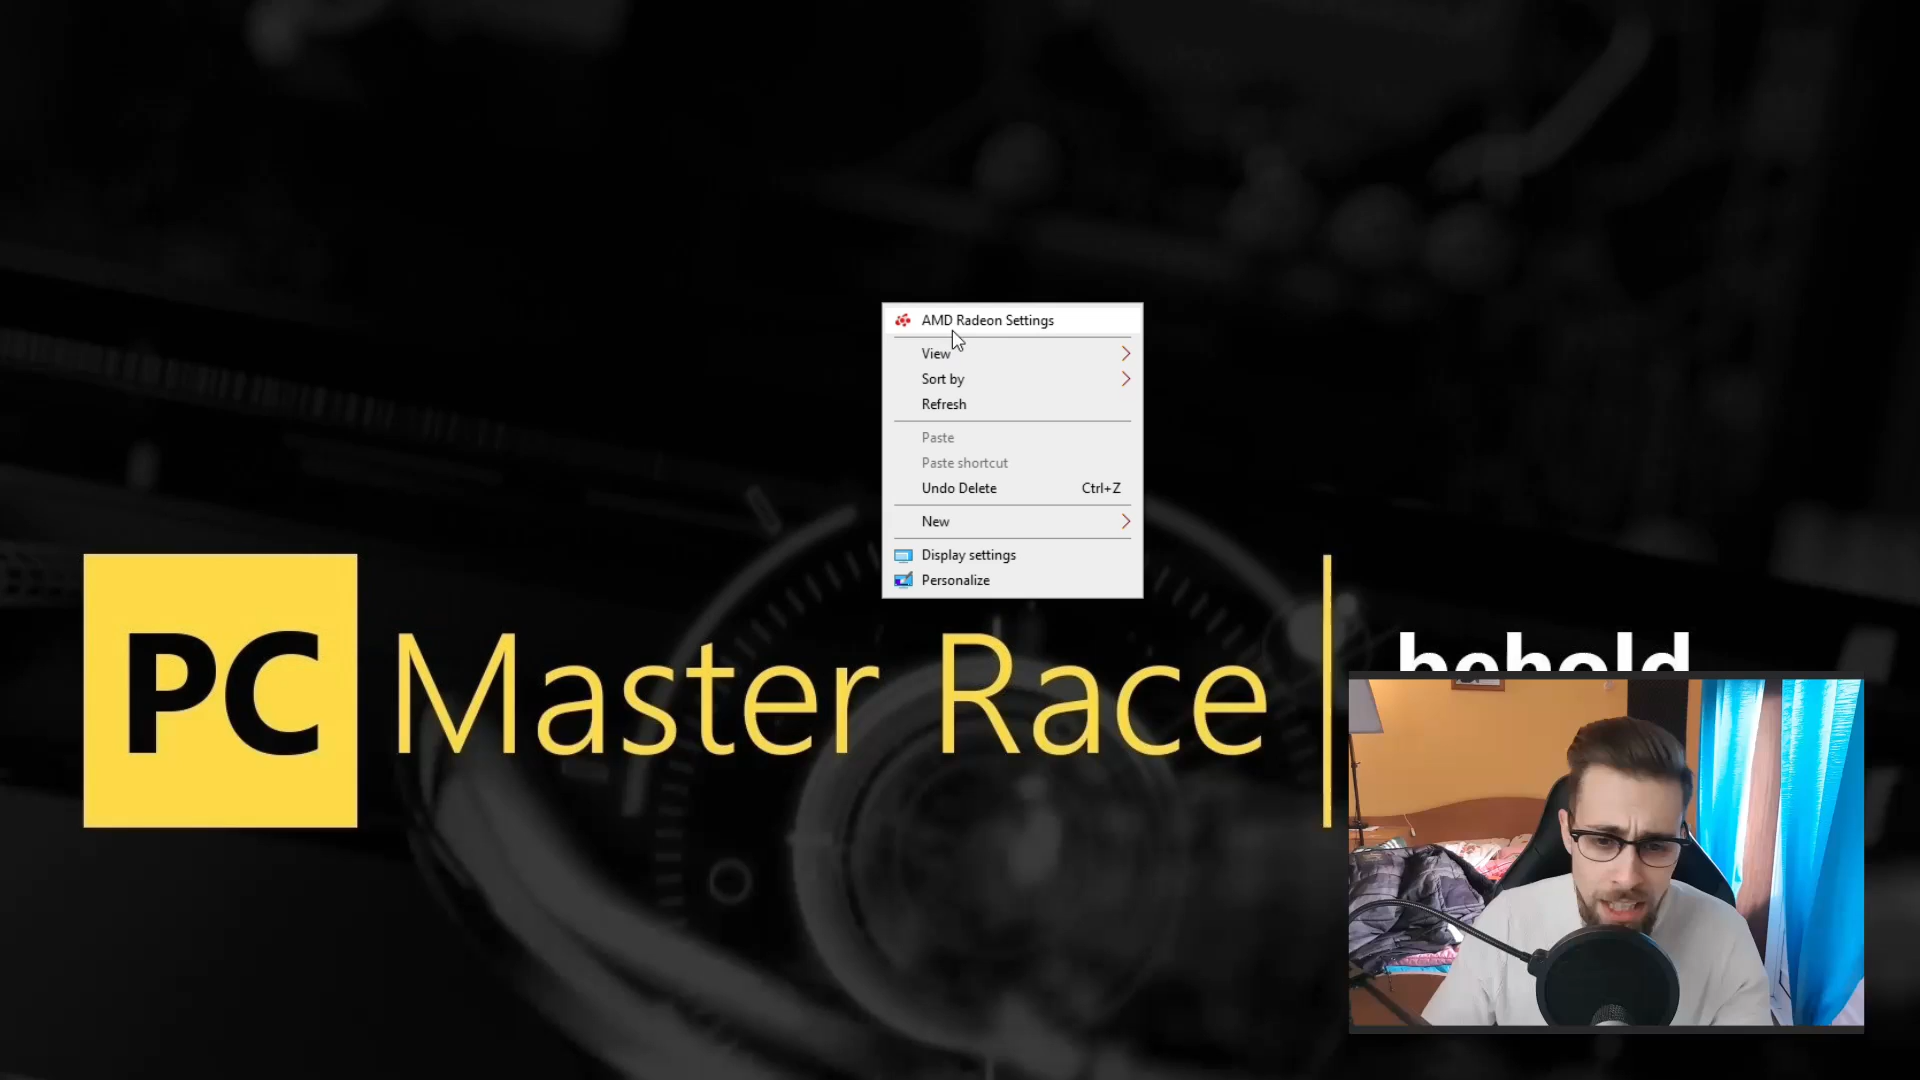 AMD Radeon Settings
View
Sort by
Refresh
Paste
Paste shortcut
Undo Delete Ctrl+Z
New
Display settings
Personalize
PC Master Race
behold